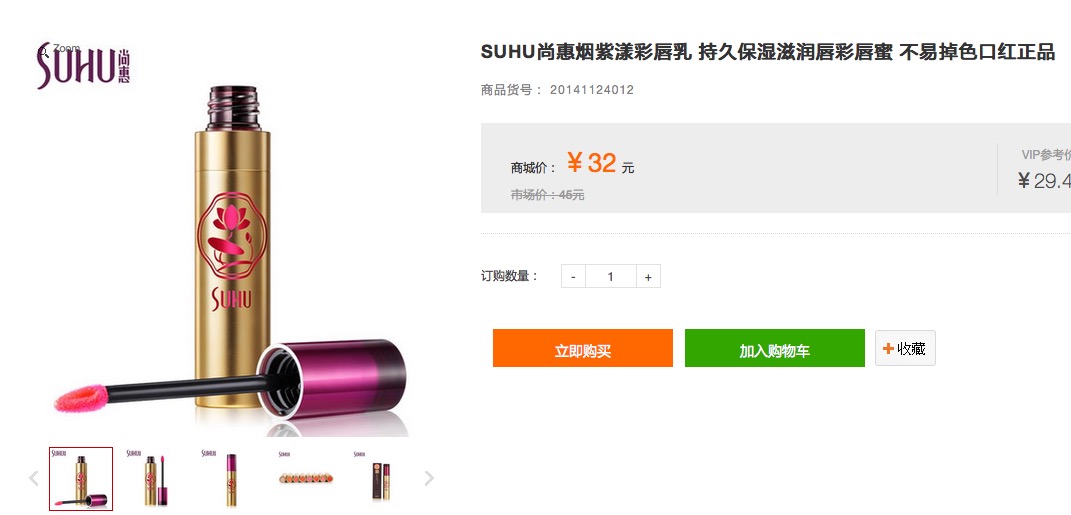 Zoom
SUHU尚惠
SUHU
SUHU尚惠烟紫漾彩唇乳 持久保湿滋润唇彩唇蜜 不易掉色口红正品
商品货号： 20141124012
商城价： ￥32 元
市场价：45元
VIP参考价
￥29.4
订购数量：
- 1 +
立即购买
加入购物车
+ 收藏
SUHU
SUHU
SUHU
SUHU
SUHU